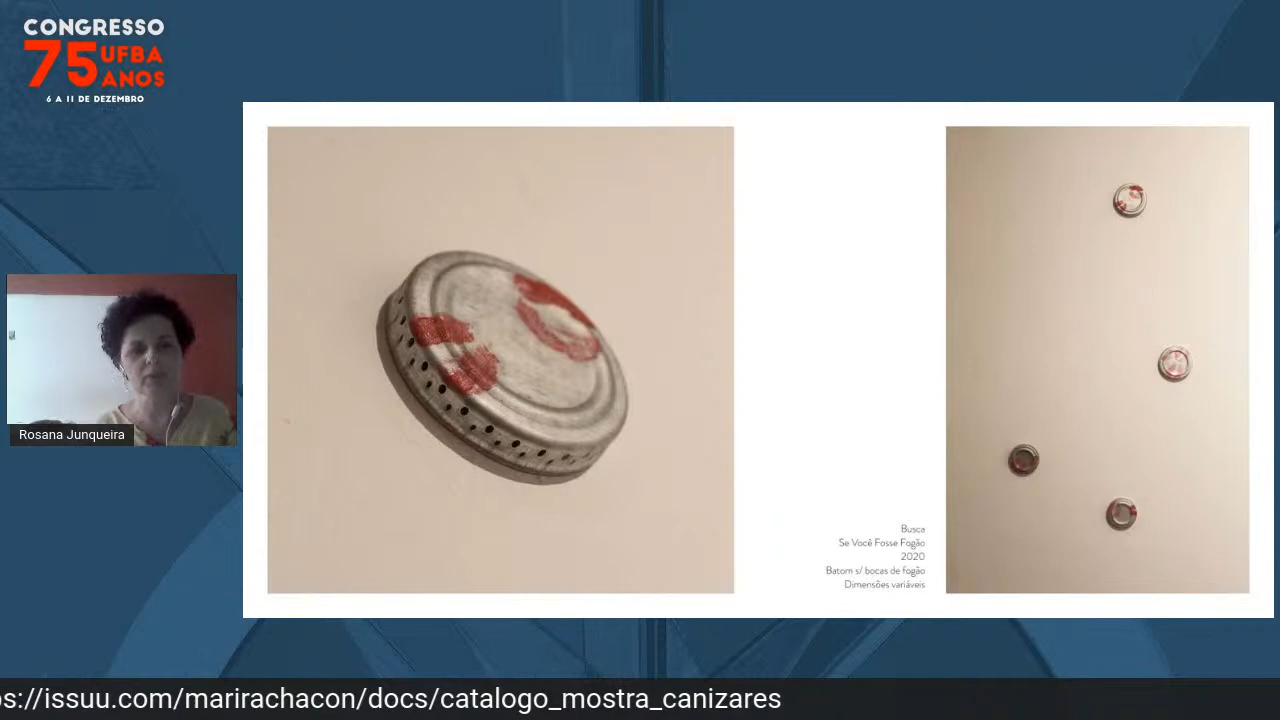 CONGRESSO
75 UFBA
ANOS
6 A 11 DE DEZEMBRO
Rosana Junqueira
Busca
Se Você Fosse Fogão
2020
Batom s/ bocas de fogão
Dimensões variáveis
ps://issuu.com/marirachacon/docs/catalogo_mostra_canizares